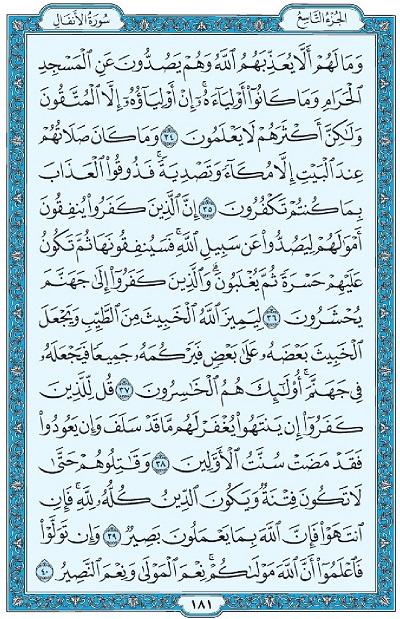 الجزء التاسع
سورة الأنفال
وَمَا لَهُمْ أَلَّا يُعَذِّبَهُمُ ٱللَّهُ وَهُمْ يَصُدُّونَ عَنِ ٱلْمَسْجِدِ
ٱلْحَرَامِ وَمَا كَانُوٓا۟ أَوْلِيَآءَهُۥٓ ۚ إِنْ أَوْلِيَآؤُهُۥٓ إِلَّا ٱلْمُتَّقُونَ
وَلَٰكِنَّ أَكْثَرَهُمْ لَا يَعْلَمُونَ ٣٤ وَمَا كَانَ صَلَاتُهُمْ
عِندَ ٱلْبَيْتِ إِلَّا مُكَآءً وَتَصْدِيَةً ۚ فَذُوقُوا۟ ٱلْعَذَابَ
بِمَا كُنتُمْ تَكْفُرُونَ ٣٥ إِنَّ ٱلَّذِينَ كَفَرُوا۟ يُنفِقُونَ
أَمْوَٰلَهُمْ لِيَصُدُّوا۟ عَن سَبِيلِ ٱللَّهِ ۚ فَسَيُنفِقُونَهَا ثُمَّ تَكُونُ
عَلَيْهِمْ حَسْرَةً ثُمَّ يُغْلَبُونَ ۗ وَٱلَّذِينَ كَفَرُوٓا۟ إِلَىٰ جَهَنَّمَ
يُحْشَرُونَ ٣٦ لِيَمِيزَ ٱللَّهُ ٱلْخَبِيثَ مِنَ ٱلطَّيِّبِ وَيَجْعَلَ
ٱلْخَبِيثَ بَعْضَهُۥ عَلَىٰ بَعْضٍ فَيَرْكُمَهُۥ جَمِيعًا فَيَجْعَلَهُۥ
فِى جَهَنَّمَ ۚ أُو۟لَٰٓئِكَ هُمُ ٱلْخَٰسِرُونَ ٣٧ قُل لِّلَّذِينَ
كَفَرُوٓا۟ إِن يَنتَهُوا۟ يُغْفَرْ لَهُم مَّا قَدْ سَلَفَ وَإِن يَعُودُوا۟
فَقَدْ مَضَتْ سُنَّتُ ٱلْأَوَّلِينَ ٣٨ وَقَٰتِلُوهُمْ حَتَّىٰ
لَا تَكُونَ فِتْنَةٌ وَيَكُونَ ٱلدِّينُ كُلُّهُۥ لِلَّهِ ۚ فَإِنِ
ٱنتَهَوْا۟ فَإِنَّ ٱللَّهَ بِمَا يَعْمَلُونَ بَصِيرٌ ٣٩ وَإِن تَوَلَّوْا۟
فَٱعْلَمُوٓا۟ أَنَّ ٱللَّهَ مَوْلَىٰكُمْ ۚ نِعْمَ ٱلْمَوْلَىٰ وَنِعْمَ ٱلنَّصِيرُ ٤٠
١٨١